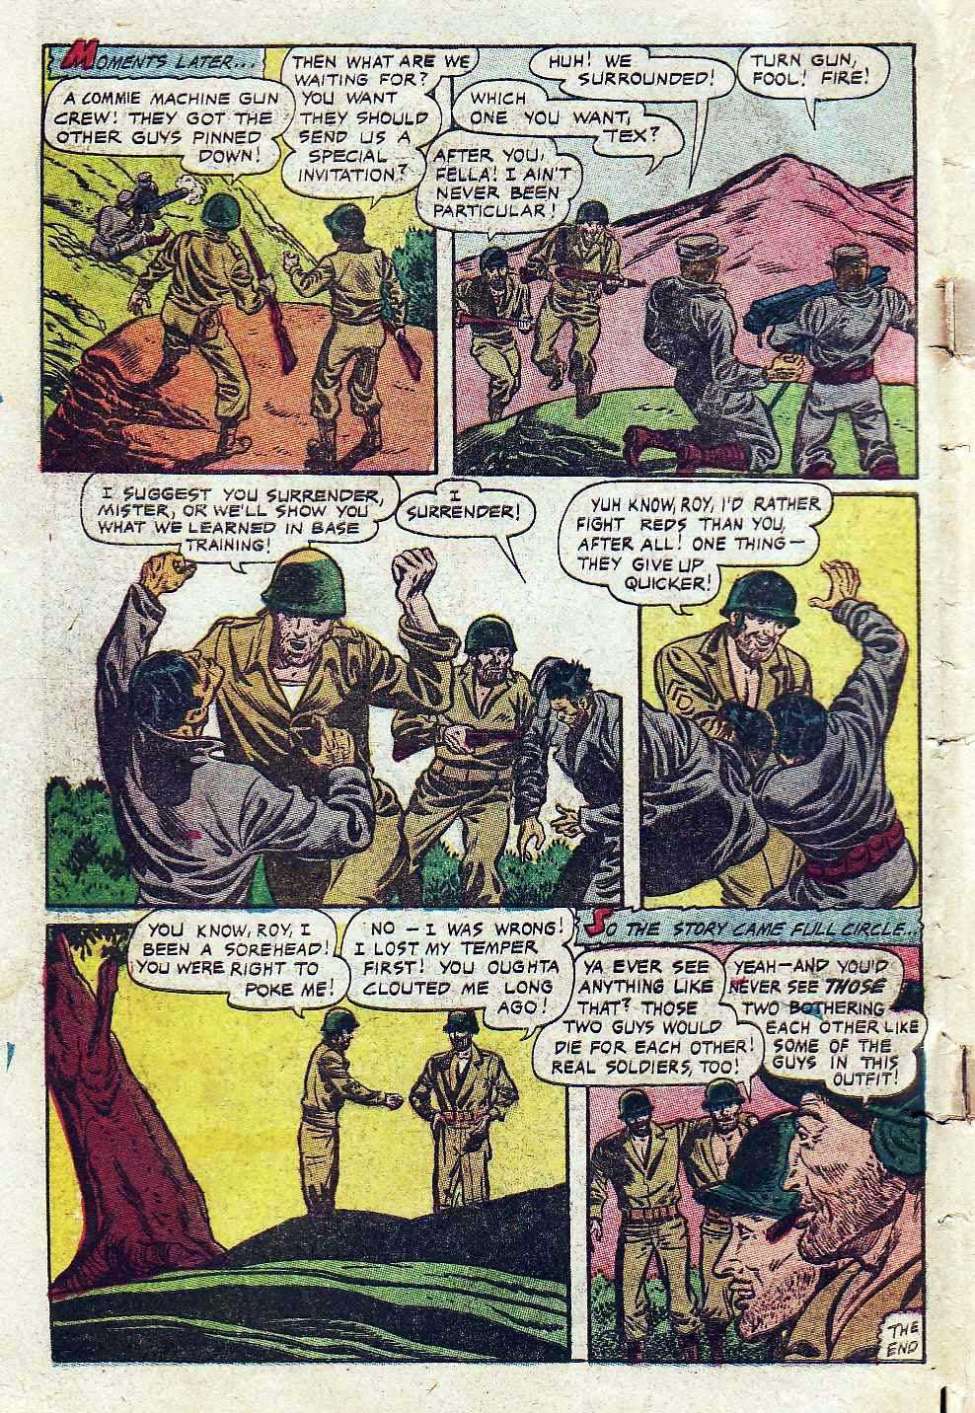 MOMENTS LATER...
A COMMIE MACHINE GUN
CREW! THEY GOT THE
OTHER GUYS PINNED
DOWN!
THEN WHAT ARE WE
WAITING FOR?
YOU WANT
THEY SHOULD
SEND US A
SPECIAL
INVITATION?
HUH! WE
SURROUNDED!
TURN GUN,
FOOL! FIRE!
WHICH
ONE YOU WANT,
TEX?
AFTER YOU,
FELLA! I AIN'T
NEVER BEEN
PARTICULAR!
I SUGGEST YOU SURRENDER,
MISTER, OR WE'LL SHOW YOU
WHAT WE LEARNED IN BASE
TRAINING!
I
SURRENDER!
YUH KNOW, ROY, I'D RATHER
FIGHT REDS THAN YOU,
AFTER ALL! ONE THING—
THEY GIVE UP
QUICKER!
YOU KNOW, ROY, I
BEEN A SOREHEAD!
YOU WERE RIGHT TO
POKE ME!
NO — I WAS WRONG!
I LOST MY TEMPER
FIRST! YOU OUGHTA
CLOUTED ME LONG
AGO!
SO THE STORY CAME FULL CIRCLE...
YA EVER SEE
ANYTHING LIKE
THAT? THOSE
TWO GUYS WOULD
DIE FOR EACH OTHER!
REAL SOLDIERS, TOO!
YEAH—AND YOU'D
NEVER SEE THOSE
TWO BOTHERING
EACH OTHER LIKE
SOME OF THE
GUYS IN THIS
OUTFIT!
THE
END